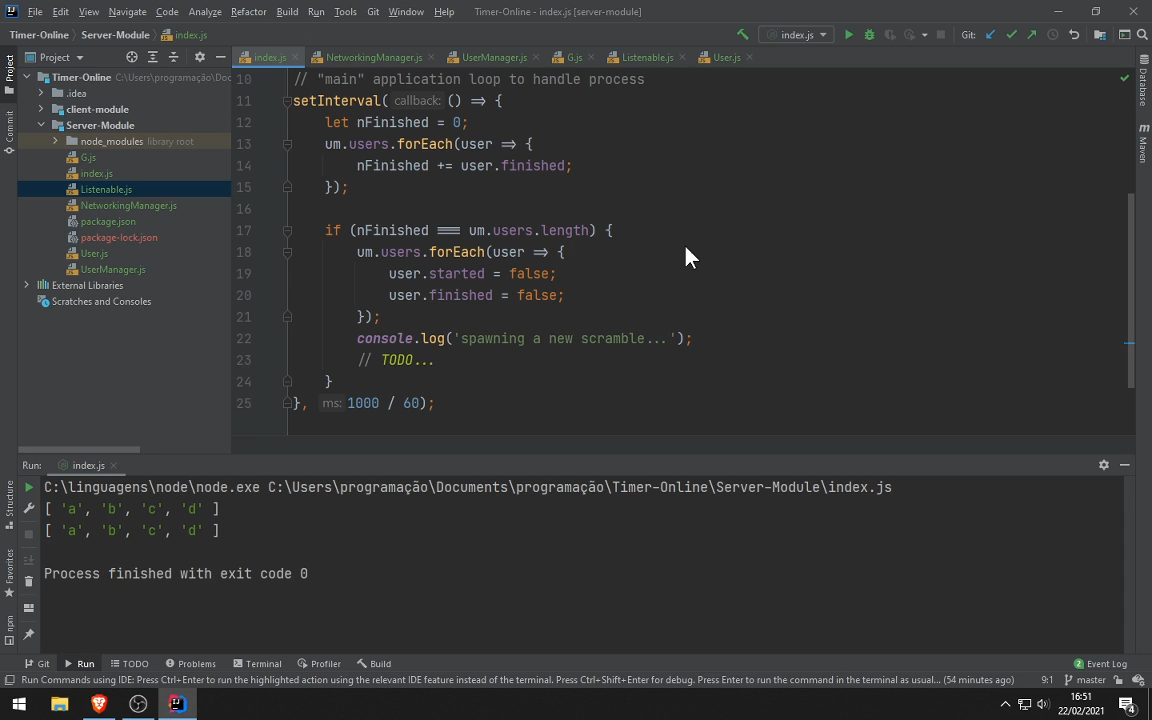 File Edit View Navigate Code Analyze Refactor Build Run Tools Git Window Help Timer-Online - index.js [server-module]
Timer-Online Server-Module index.js index.js Git:
Project index.js NetworkingManager.js UserManager.js G.js Listenable.js User.js
Timer-Online C:\Users\programação\Doc
.idea
client-module
Server-Module
node_modules library root
G.js
index.js
Listenable.js
NetworkingManager.js
package.json
package-lock.json
User.js
UserManager.js
External Libraries
Scratches and Consoles
Project
Commit
Structure
Favorites
npm
10 // "main" application loop to handle process
11 setInterval( callback: () => {
12 let nFinished = 0;
13 um.users.forEach(user => {
14 nFinished += user.finished;
15 });
16
17 if (nFinished === um.users.length) {
18 um.users.forEach(user => {
19 user.started = false;
20 user.finished = false;
21 });
22 console.log('spawning a new scramble...');
23 // TODO...
24 }
25 }, ms: 1000 / 60);
Database
m Maven
Run: index.js
C:\linguagens\node\node.exe C:\Users\programação\Documents\programação\Timer-Online\Server-Module\index.js
[ 'a', 'b', 'c', 'd' ]
[ 'a', 'b', 'c', 'd' ]
Process finished with exit code 0
Git Run TODO Problems Terminal Profiler Build 2 Event Log
Run Commands using IDE: Press Ctrl+Enter to run the highlighted action using the relevant IDE feature instead of the terminal. Press Ctrl+Shift+Enter for debug. Press Enter to run the command in the terminal as usual... (54 minutes ago) 9:1 master
16:51
22/02/2021
4